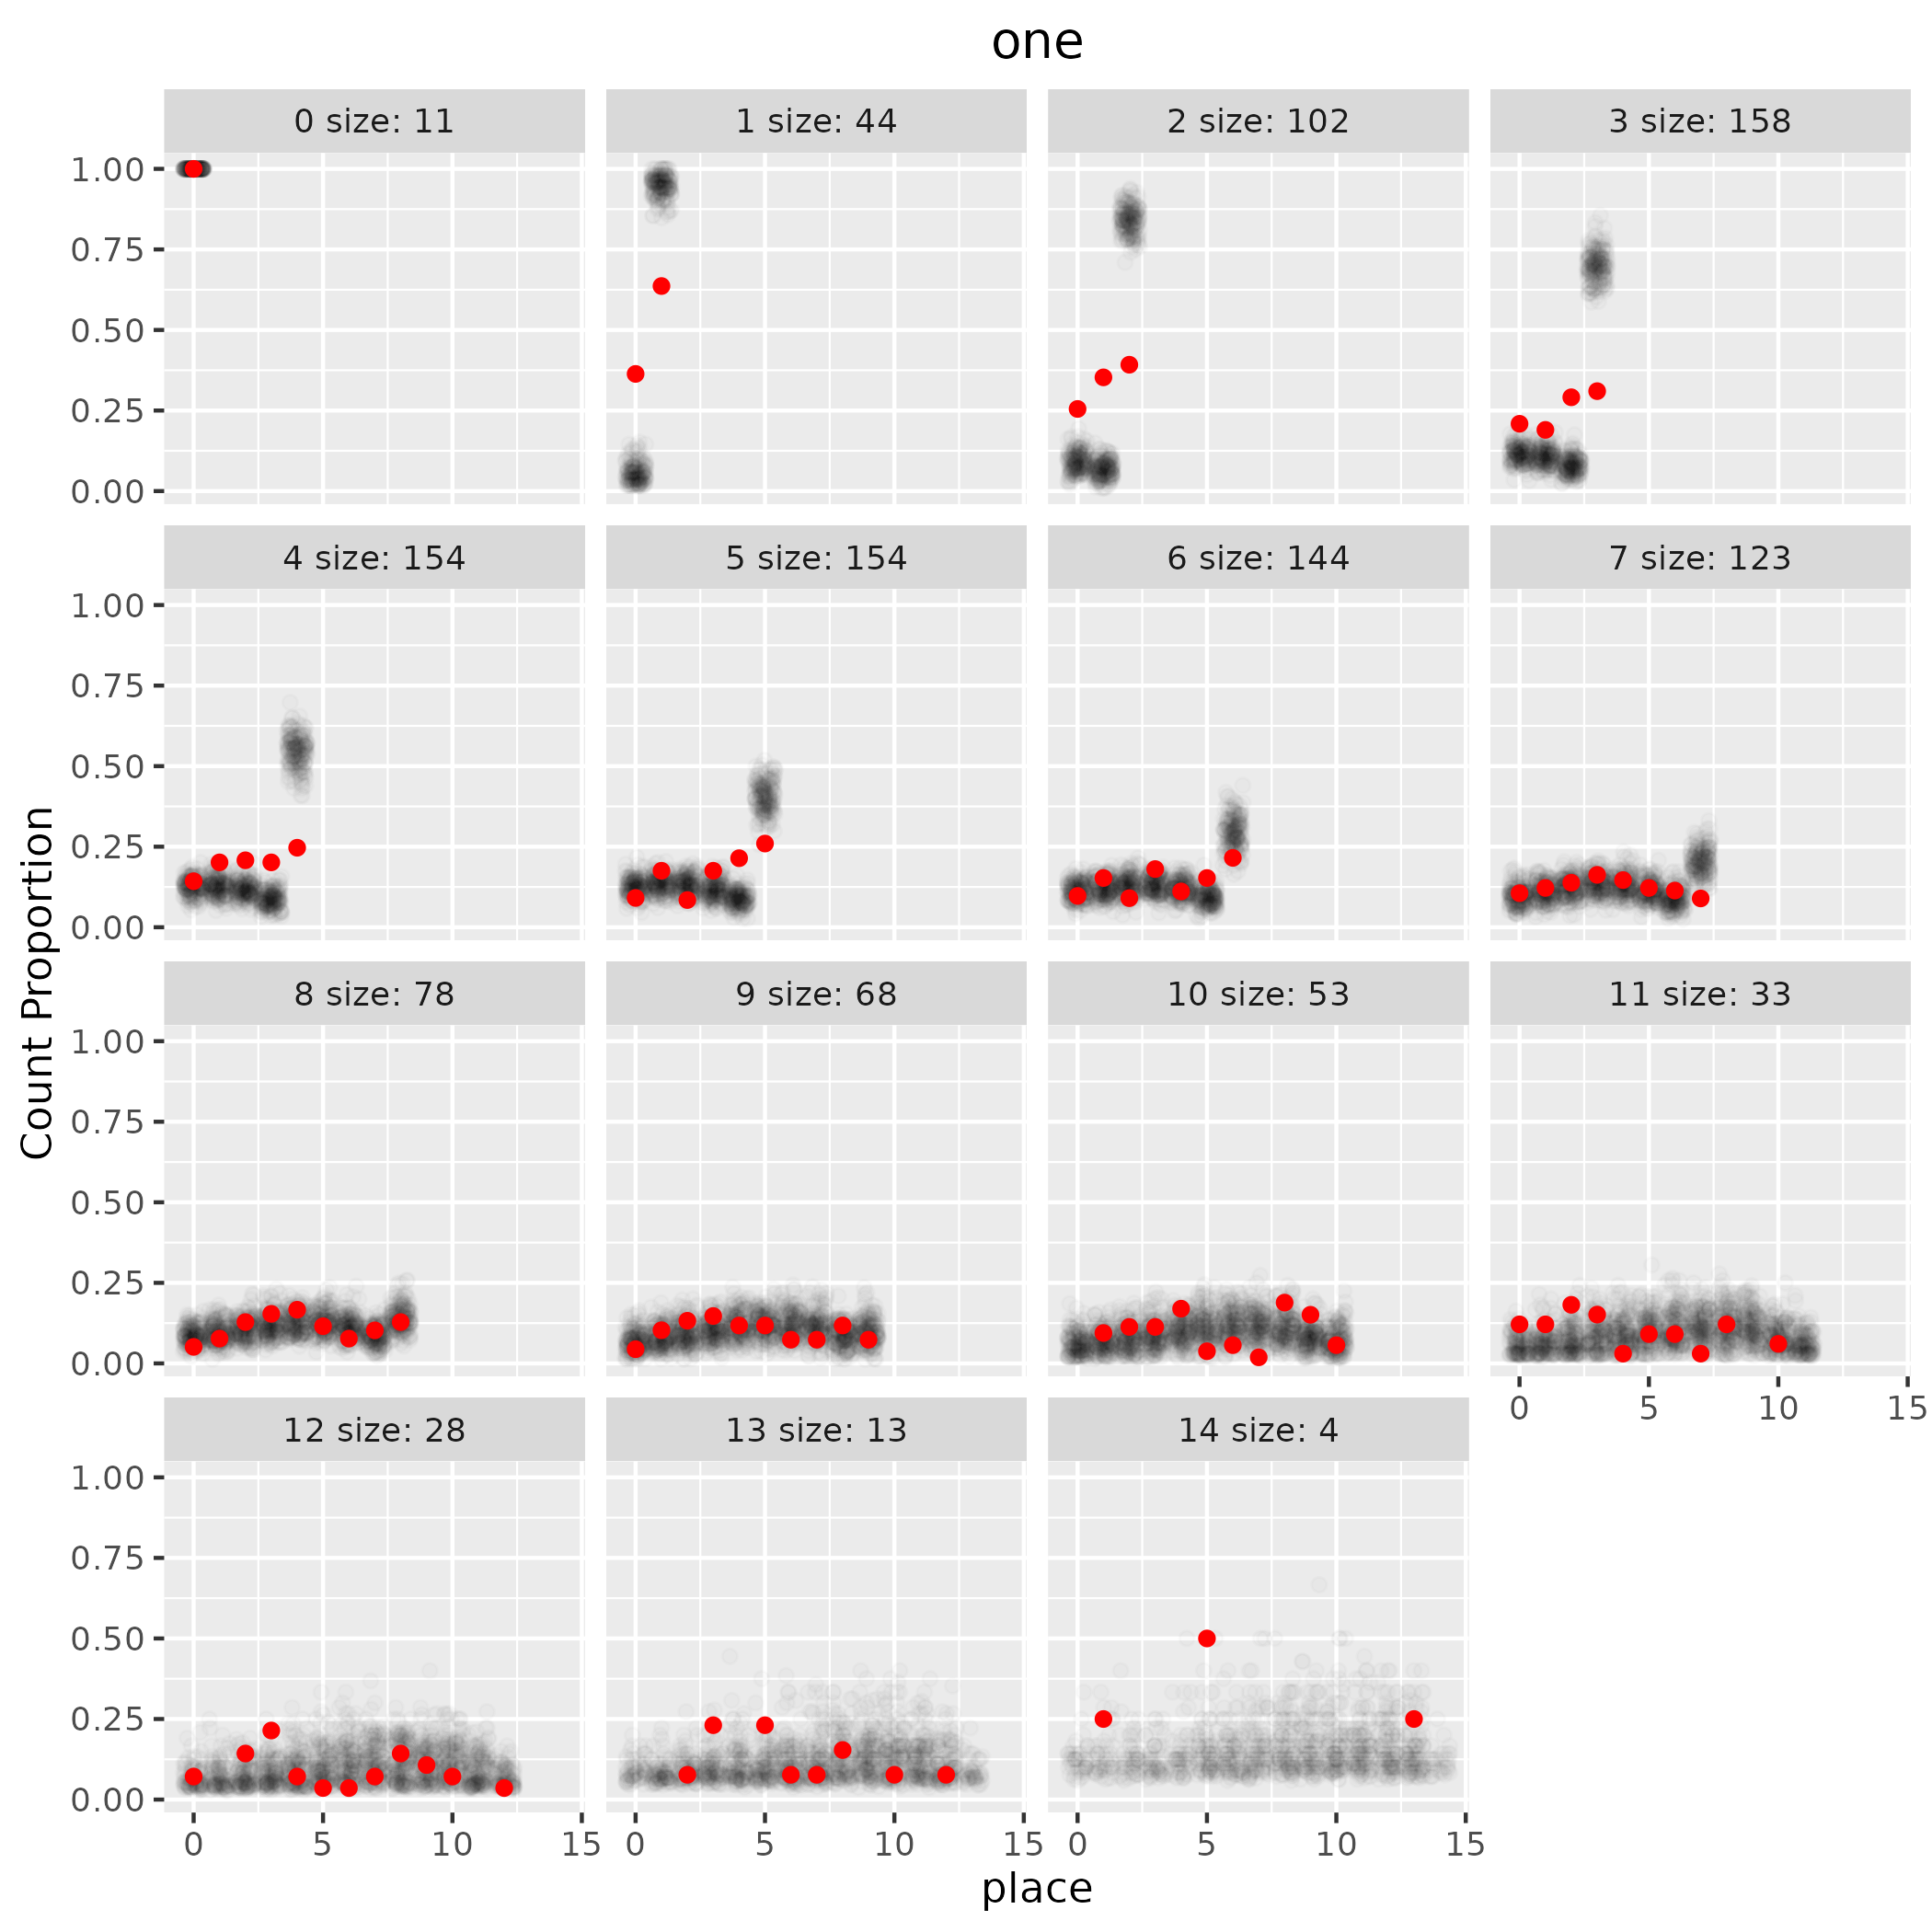 one
0 size: 11
1 size: 44
2 size: 102
3 size: 158
1.00
0.75
0.50
0.25
0.00
4 size: 154
5 size: 154
6 size: 144
7 size: 123
1.00
0.75
0.50
0.25
0.00
Count Proportion
8 size: 78
9 size: 68
10 size: 53
11 size: 33
1.00
0.75
0.50
0.25
0.00
0 5 10 15
12 size: 28
13 size: 13
14 size: 4
1.00
0.75
0.50
0.25
0.00
0 5 10 15
0 5 10 15
0 5 10 15
place